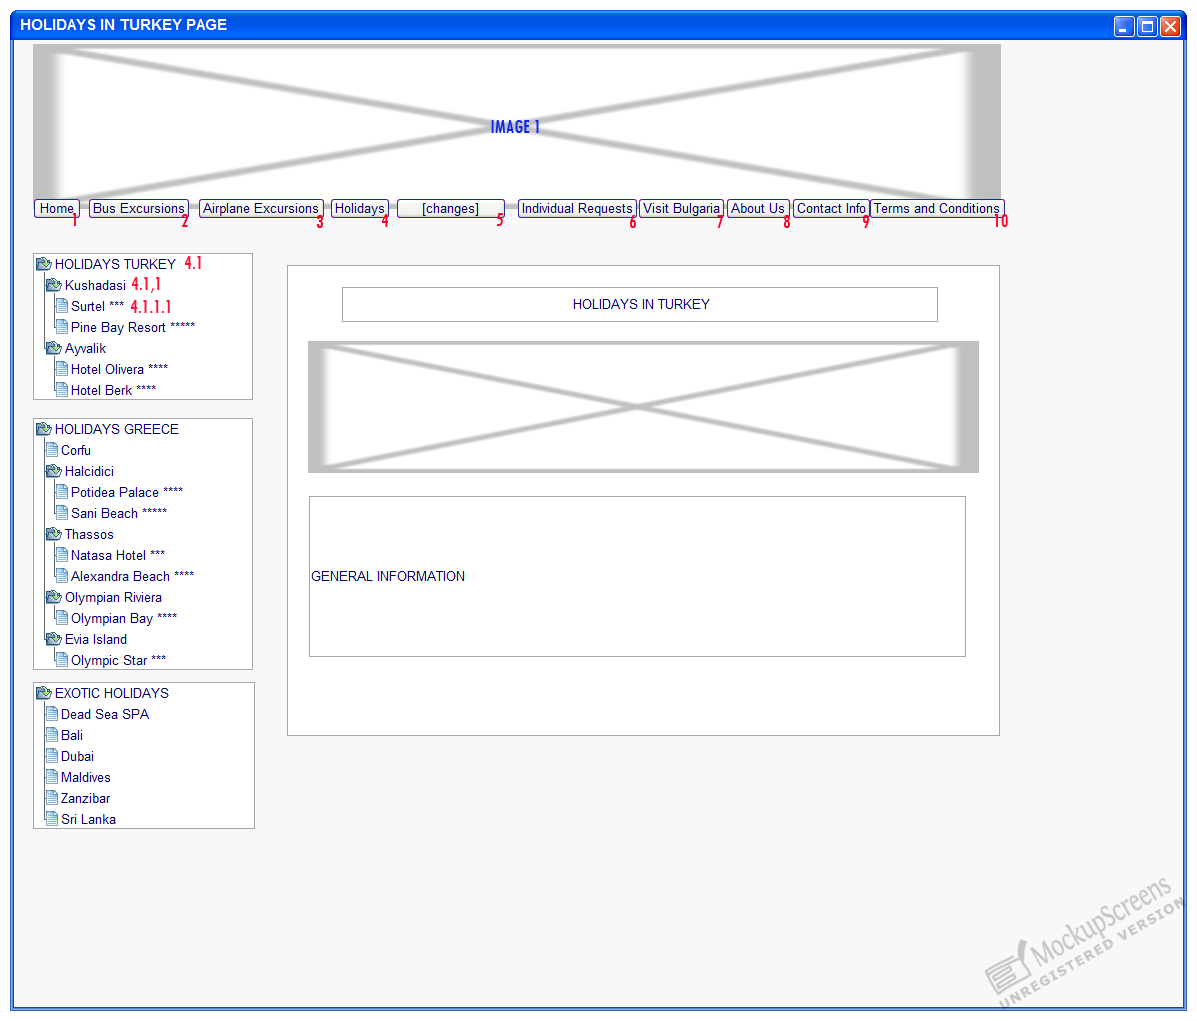 HOLIDAYS IN TURKEY PAGE
IMAGE 1
Home Bus Excursions Airplane Excursions Holidays [changes] Individual Requests Visit Bulgaria About Us Contact Info Terms and Conditions
1 2 3 4 5 6 7 8 9 10
HOLIDAYS TURKEY 4.1
Kushadasi 4.1,1
Surtel *** 4.1.1.1
Pine Bay Resort *****
Ayvalik
Hotel Olivera ****
Hotel Berk ****
HOLIDAYS GREECE
Corfu
Halcidici
Potidea Palace ****
Sani Beach *****
Thassos
Natasa Hotel ***
Alexandra Beach ****
Olympian Riviera
Olympian Bay ****
Evia Island
Olympic Star ***
EXOTIC HOLIDAYS
Dead Sea SPA
Bali
Dubai
Maldives
Zanzibar
Sri Lanka
HOLIDAYS IN TURKEY
GENERAL INFORMATION
MockupScreens
UNREGISTERED VERSION